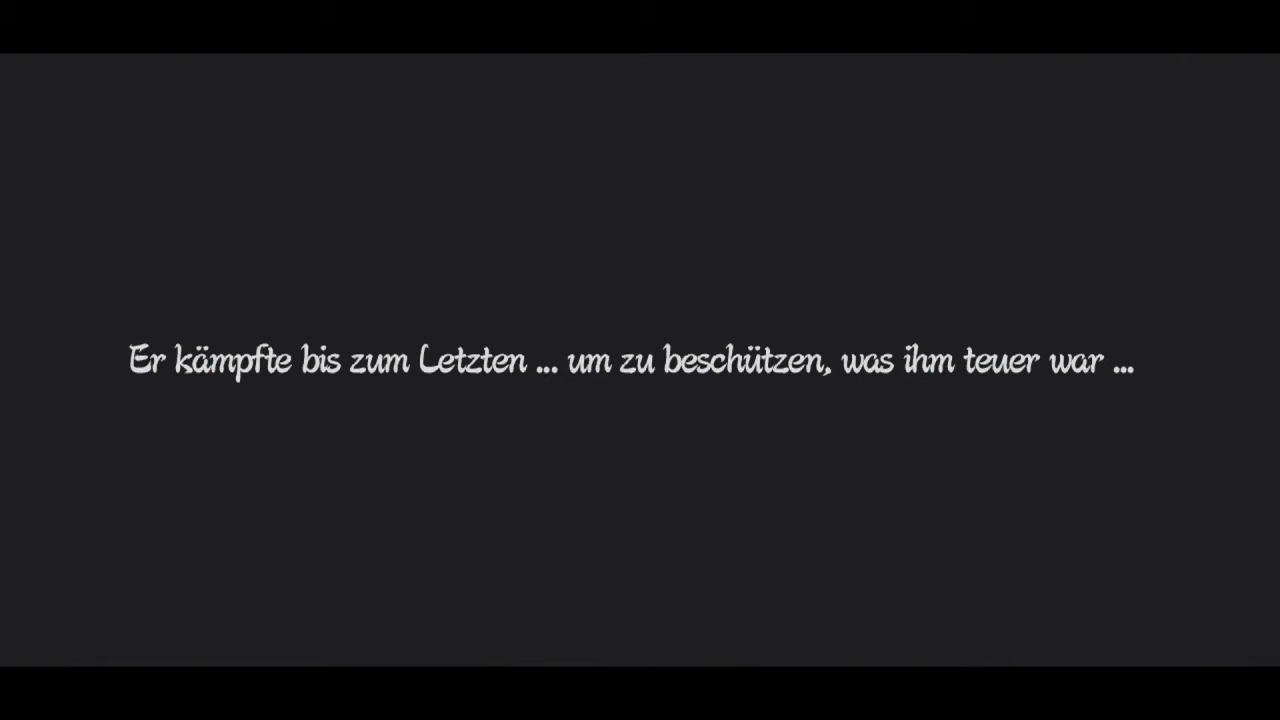 Er kämpfte bis zum Letzten ... um zu beschützen, was ihm teuer war ...